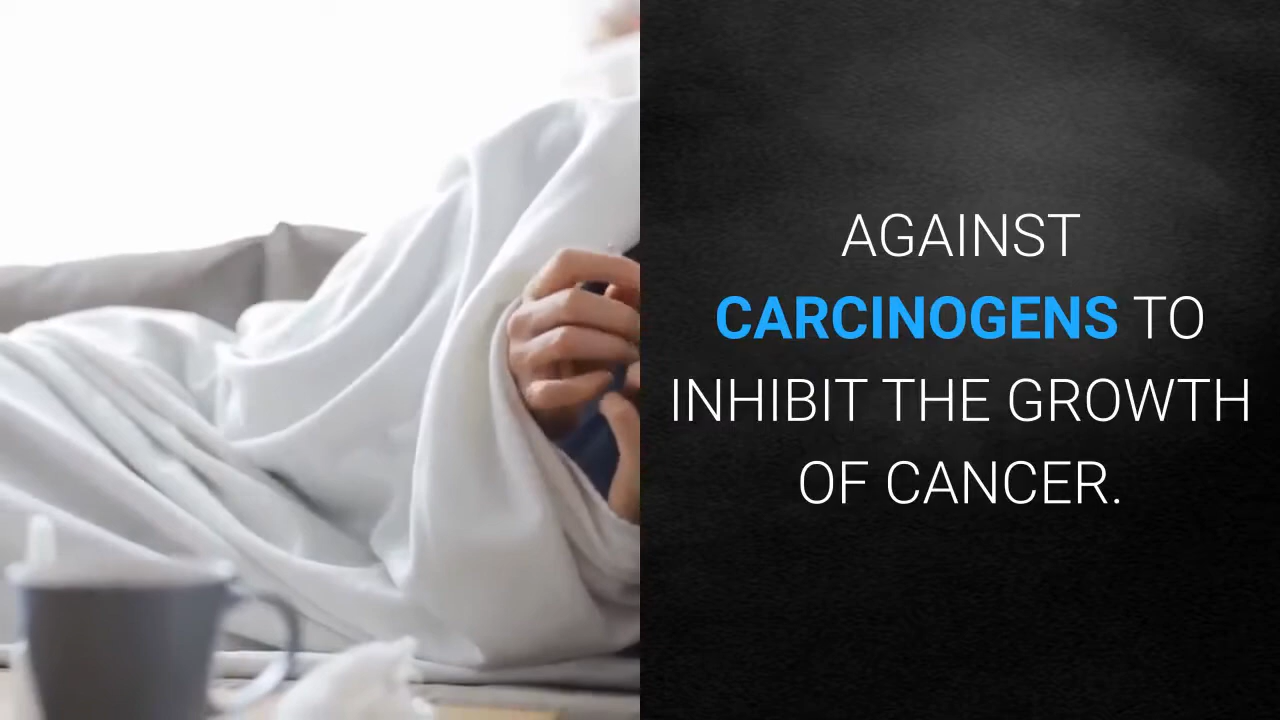 AGAINST
CARCINOGENS TO
INHIBIT THE GROWTH
OF CANCER.